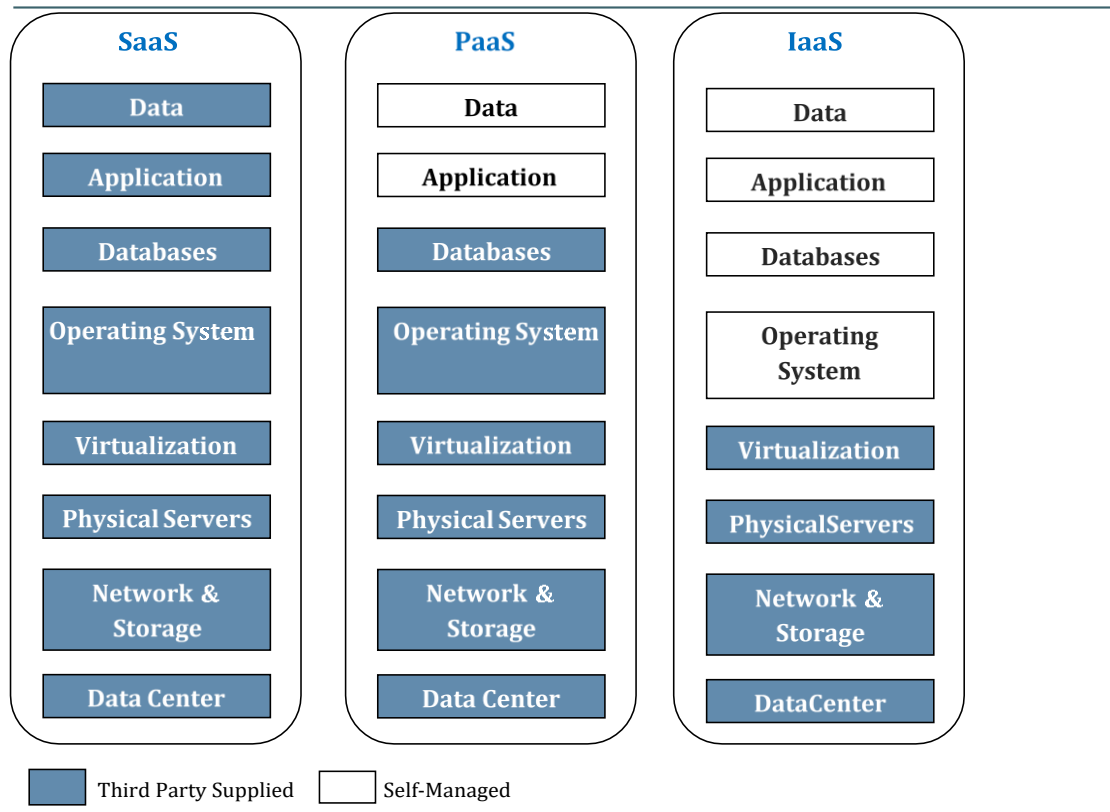 SaaS
Data
Application
Databases
Operating System
Virtualization
Physical Servers
Network &
Storage
Data Center
PaaS
Data
Application
Databases
Operating System
Virtualization
Physical Servers
Network &
Storage
Data Center
IaaS
Data
Application
Databases
Operating
System
Virtualization
PhysicalServers
Network &
Storage
DataCenter
Third Party Supplied
Self-Managed